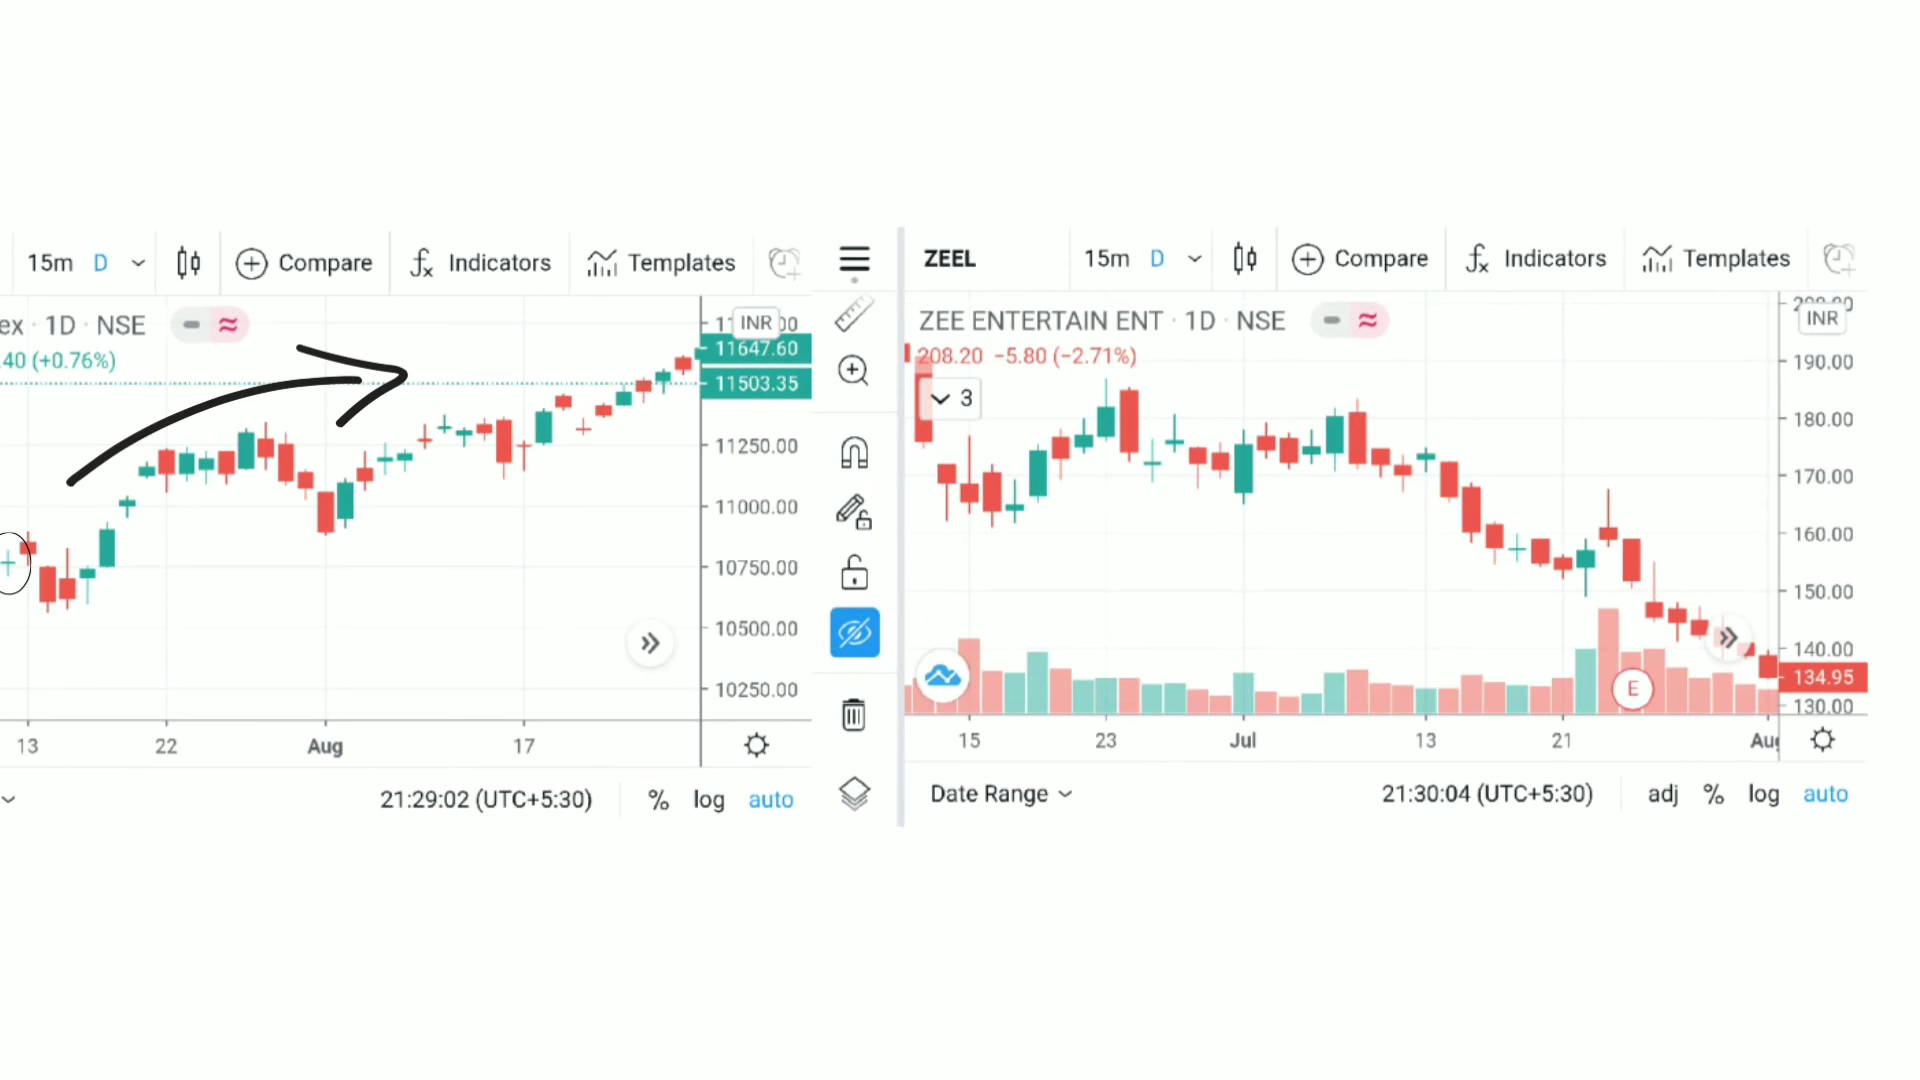 15m D Compare Indicators Templates
ex · 1D · NSE
.40 (+0.76%)
INR
11647.60
11503.35
11250.00
11000.00
10750.00
10500.00
10250.00
13 22 Aug 17
21:29:02 (UTC+5:30) % log auto
ZEEL 15m D Compare Indicators Templates
ZEE ENTERTAIN ENT · 1D · NSE
208.20 −5.80 (−2.71%)
3
INR
190.00
180.00
170.00
160.00
150.00
140.00
134.95
130.00
E
15 23 Jul 13 21 Aug
Date Range 21:30:04 (UTC+5:30) adj % log auto